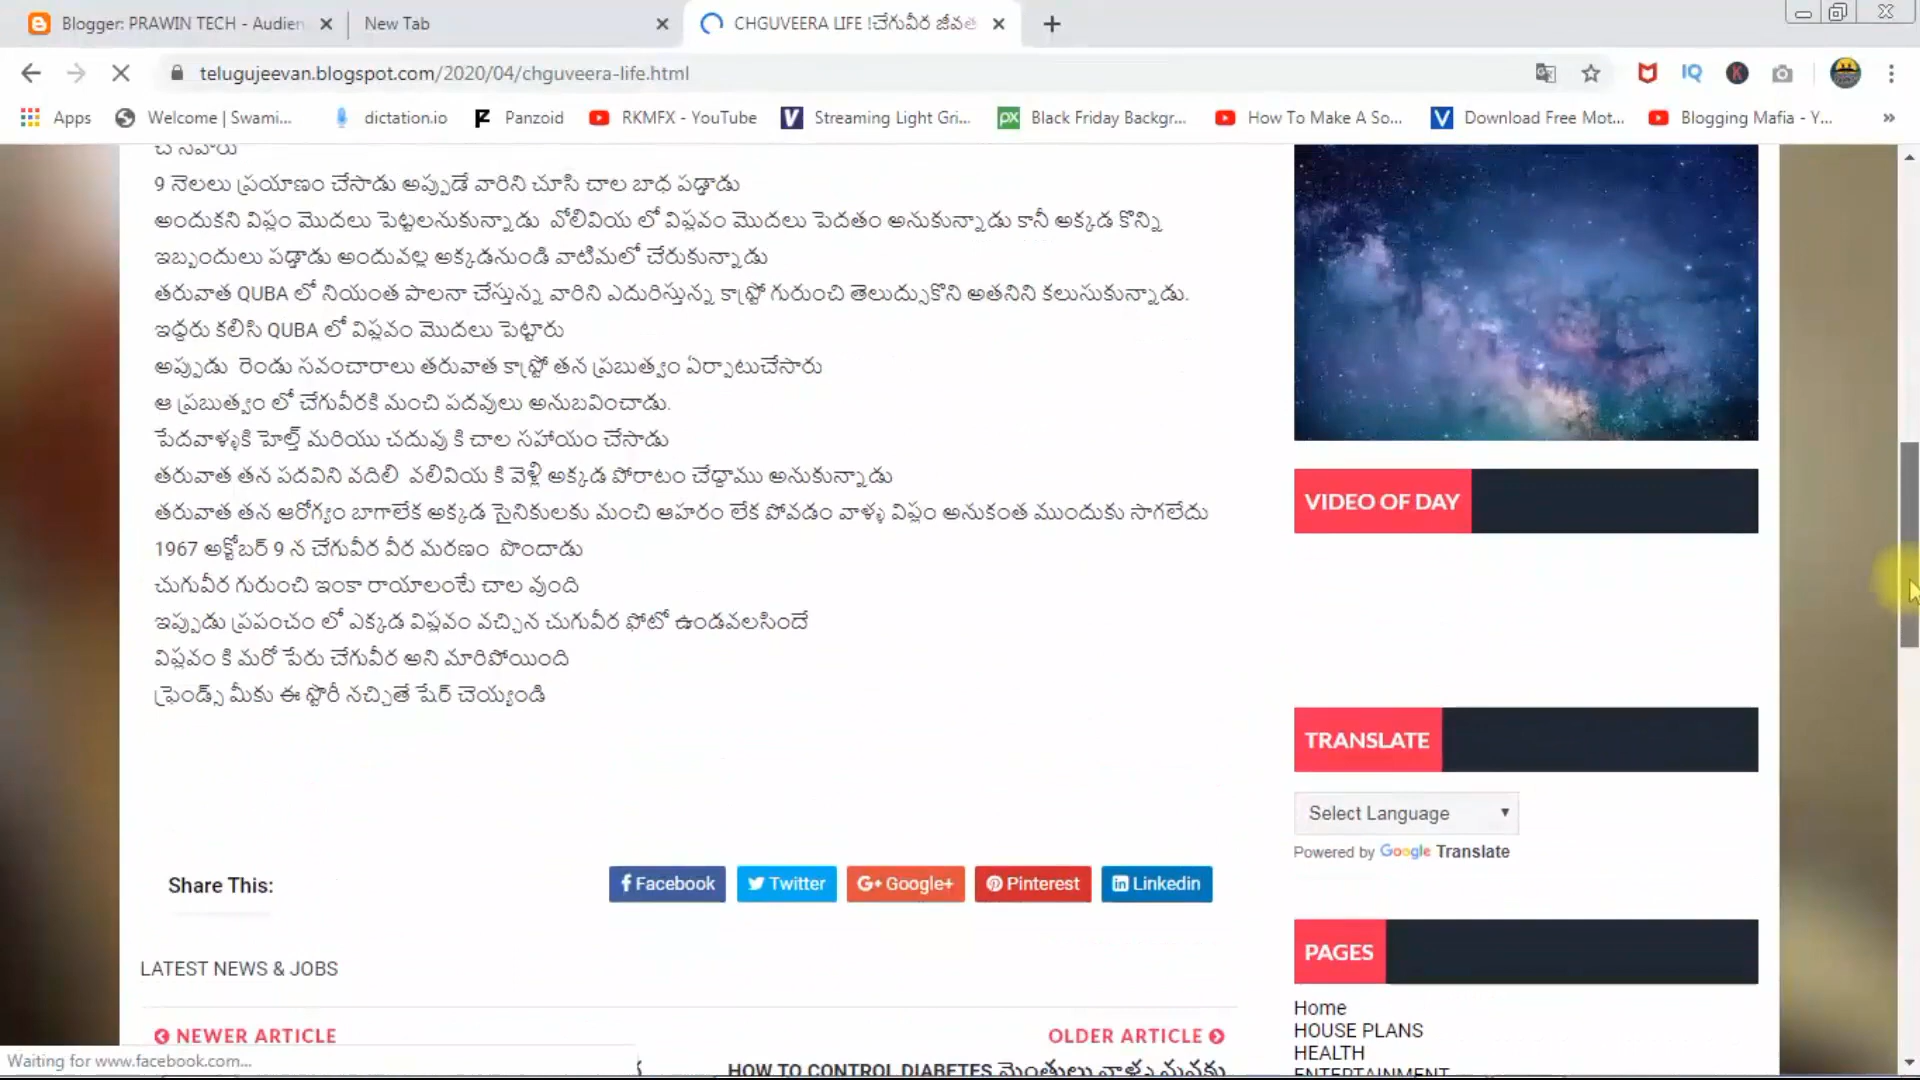 Blogger: PRAWIN TECH - Audien
New Tab
CHGUVEERA LIFE !చేగువీర జీవత
telugujeevan.blogspot.com/2020/04/chguveera-life.html
Apps
Welcome | Swami...
dictation.io
Panzoid
RKMFX - YouTube
Streaming Light Gri...
Black Friday Backgr...
How To Make A So...
Download Free Mot...
Blogging Mafia - Y...
9 నెలలు ప్రయాణం చేసాడు అప్పుడే వారిని చూసి చాల బాధ పడ్డాడు
అందుకని విప్లం మొదలు పెట్టలనుకున్నాడు వోలివియ లో విప్లవం మొదలు పెదతం అనుకున్నాడు కానీ అక్కడ కొన్ని
ఇబ్బందులు పడ్డాడు అందువల్ల అక్కడనుండి వాటిమలో చేరుకున్నాడు
తరువాత QUBA లో నియంత పాలనా చేస్తున్న వారిని ఎదురిస్తున్న కాస్ట్రో గురుంచి తెలుద్సుకొని అతనిని కలుసుకున్నాడు.
ఇద్దరు కలిసి QUBA లో విప్లవం మొదలు పెట్టారు
అప్పుడు రెండు సవంచారాలు తరువాత కాస్ట్రో తన ప్రబుత్వం ఏర్పాటుచేసారు
ఆ ప్రబుత్వం లో చేగువీరకి మంచి పదవులు అనుబవించాడు.
పేదవాళ్ళకి హెల్త్ మరియు చదువు కి చాల సహాయం చేసాడు
తరువాత తన పదవిని వదిలి వలివియ కి వెళ్లి అక్కడ పోరాటం చేద్దాము అనుకున్నాడు
తరువాత తన ఆరోగ్యం బాగాలేక అక్కడ సైనికులకు మంచి ఆహరం లేక పోవడం వాళ్ళు విప్లం అనుకంత ముందుకు సాగలేదు
1967 అక్టోబర్ 9 న చేగువీర వీర మరణం పొందాడు
చుగువీర గురుంచి ఇంకా రాయాలంటే చాల వుంది
ఇప్పుడు ప్రపంచం లో ఎక్కడ విప్లవం వచ్చిన చుగువీర ఫోటో ఉండవలసిందే
విప్లవం కి మరో పేరు చేగువీర అని మారిపోయింది
ఫ్రెండ్స్ మీకు ఈ స్టొరీ నచ్చితే షేర్ చెయ్యండి
Share This:
Facebook
Twitter
G+ Google+
Pinterest
Linkedin
LATEST NEWS & JOBS
NEWER ARTICLE
OLDER ARTICLE
HOW TO CONTROL DIABETES మెంతులు వాళ్ళు మనకు
VIDEO OF DAY
TRANSLATE
Select Language
Powered by Google Translate
PAGES
Home
HOUSE PLANS
HEALTH
ENTERTAINMENT
Waiting for www.facebook.com...